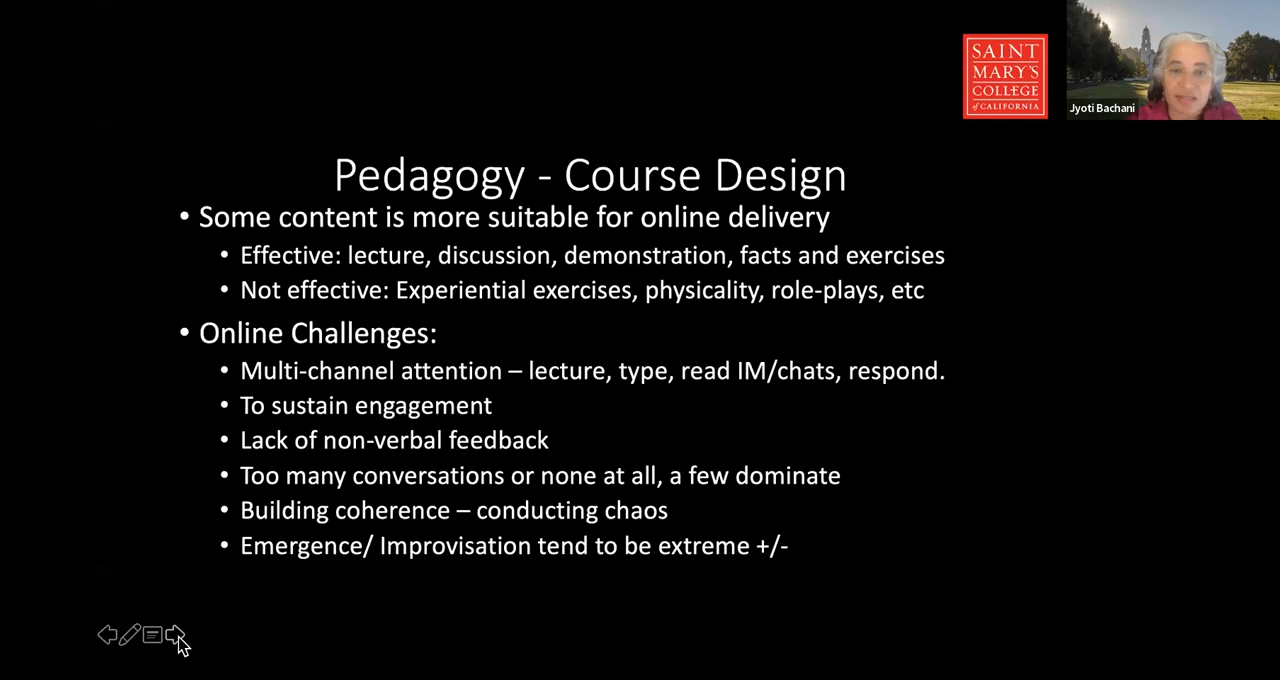 SAINT
MARY'S
COLLEGE
of CALIFORNIA
Jyoti Bachani
Pedagogy - Course Design
• Some content is more suitable for online delivery
• Effective: lecture, discussion, demonstration, facts and exercises
• Not effective: Experiential exercises, physicality, role-plays, etc
• Online Challenges:
• Multi-channel attention – lecture, type, read IM/chats, respond.
• To sustain engagement
• Lack of non-verbal feedback
• Too many conversations or none at all, a few dominate
• Building coherence – conducting chaos
• Emergence/ Improvisation tend to be extreme +/-